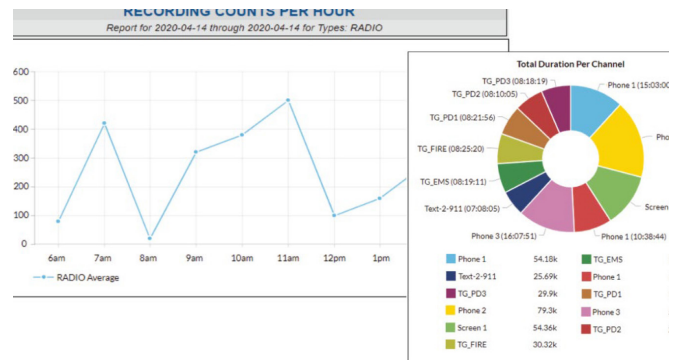 RECORDING COUNTS PER HOUR
Report for 2020-04-14 through 2020-04-14 for Types: RADIO
600
500
400
300
200
100
0
6am 7am 8am 9am 10am 11am 12pm 1pm
RADIO Average
Total Duration Per Channel
TG_PD3 (08:18:19)
Phone 1 (15:03:00
TG_PD2 (08:10:05)
TG_PD1 (08:21:56)
Pho
TG_FIRE (08:25:20)
TG_EMS (08:19:11)
Text-2-911 (07:08:05)
Screen
Phone 3 (16:07:51)
Phone 1 (10:38:44)
Phone 1 54.18k TG_EMS
Text-2-911 25.69k Phone 1
TG_PD3 29.9k TG_PD1
Phone 2 79.3k Phone 3
Screen 1 54.36k TG_PD2
TG_FIRE 30.32k